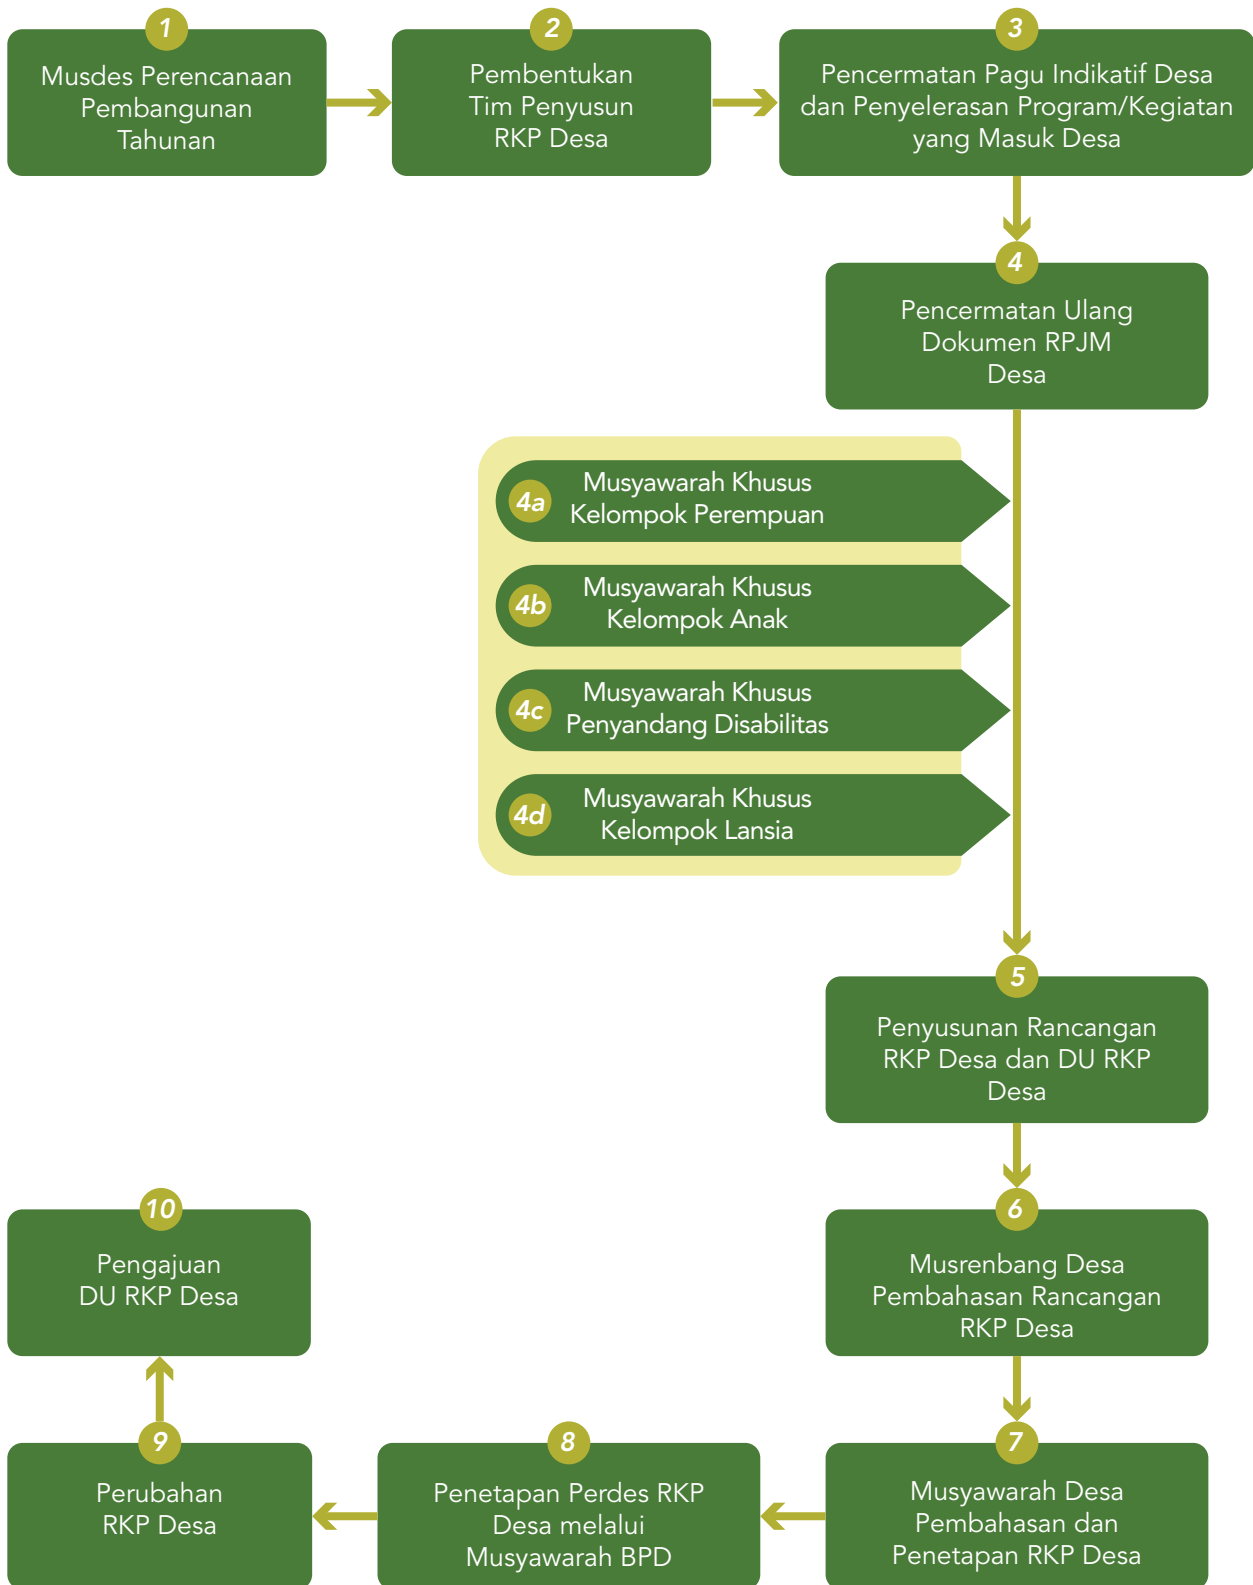 1
Musdes Perencanaan
Pembangunan
Tahunan
2
Pembentukan
Tim Penyusun
RKP Desa
3
Pencermatan Pagu Indikatif Desa
dan Penyelerasan Program/Kegiatan
yang Masuk Desa
4
Pencermatan Ulang
Dokumen RPJM
Desa
4a
Musyawarah Khusus
Kelompok Perempuan
4b
Musyawarah Khusus
Kelompok Anak
4c
Musyawarah Khusus
Penyandang Disabilitas
4d
Musyawarah Khusus
Kelompok Lansia
5
Penyusunan Rancangan
RKP Desa dan DU RKP
Desa
6
Musrenbang Desa
Pembahasan Rancangan
RKP Desa
7
Musyawarah Desa
Pembahasan dan
Penetapan RKP Desa
8
Penetapan Perdes RKP
Desa melalui
Musyawarah BPD
9
Perubahan
RKP Desa
10
Pengajuan
DU RKP Desa